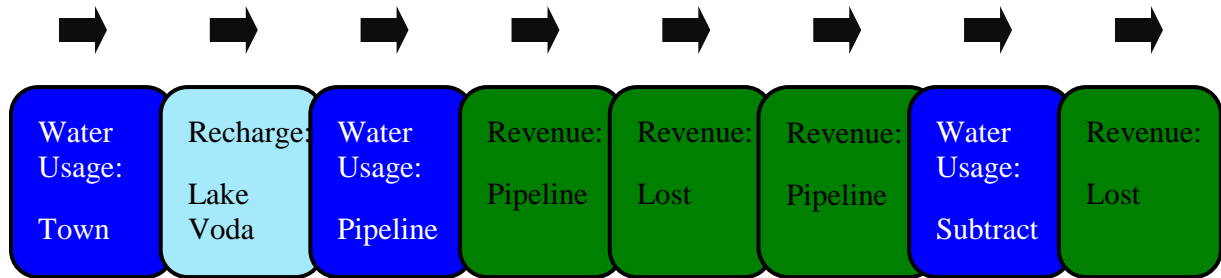 Water
Usage:
Town
Recharge:
Lake
Voda
Water
Usage:
Pipeline
Revenue:
Pipeline
Revenue:
Lost
Revenue:
Pipeline
Water
Usage:
Subtract
Revenue:
Lost